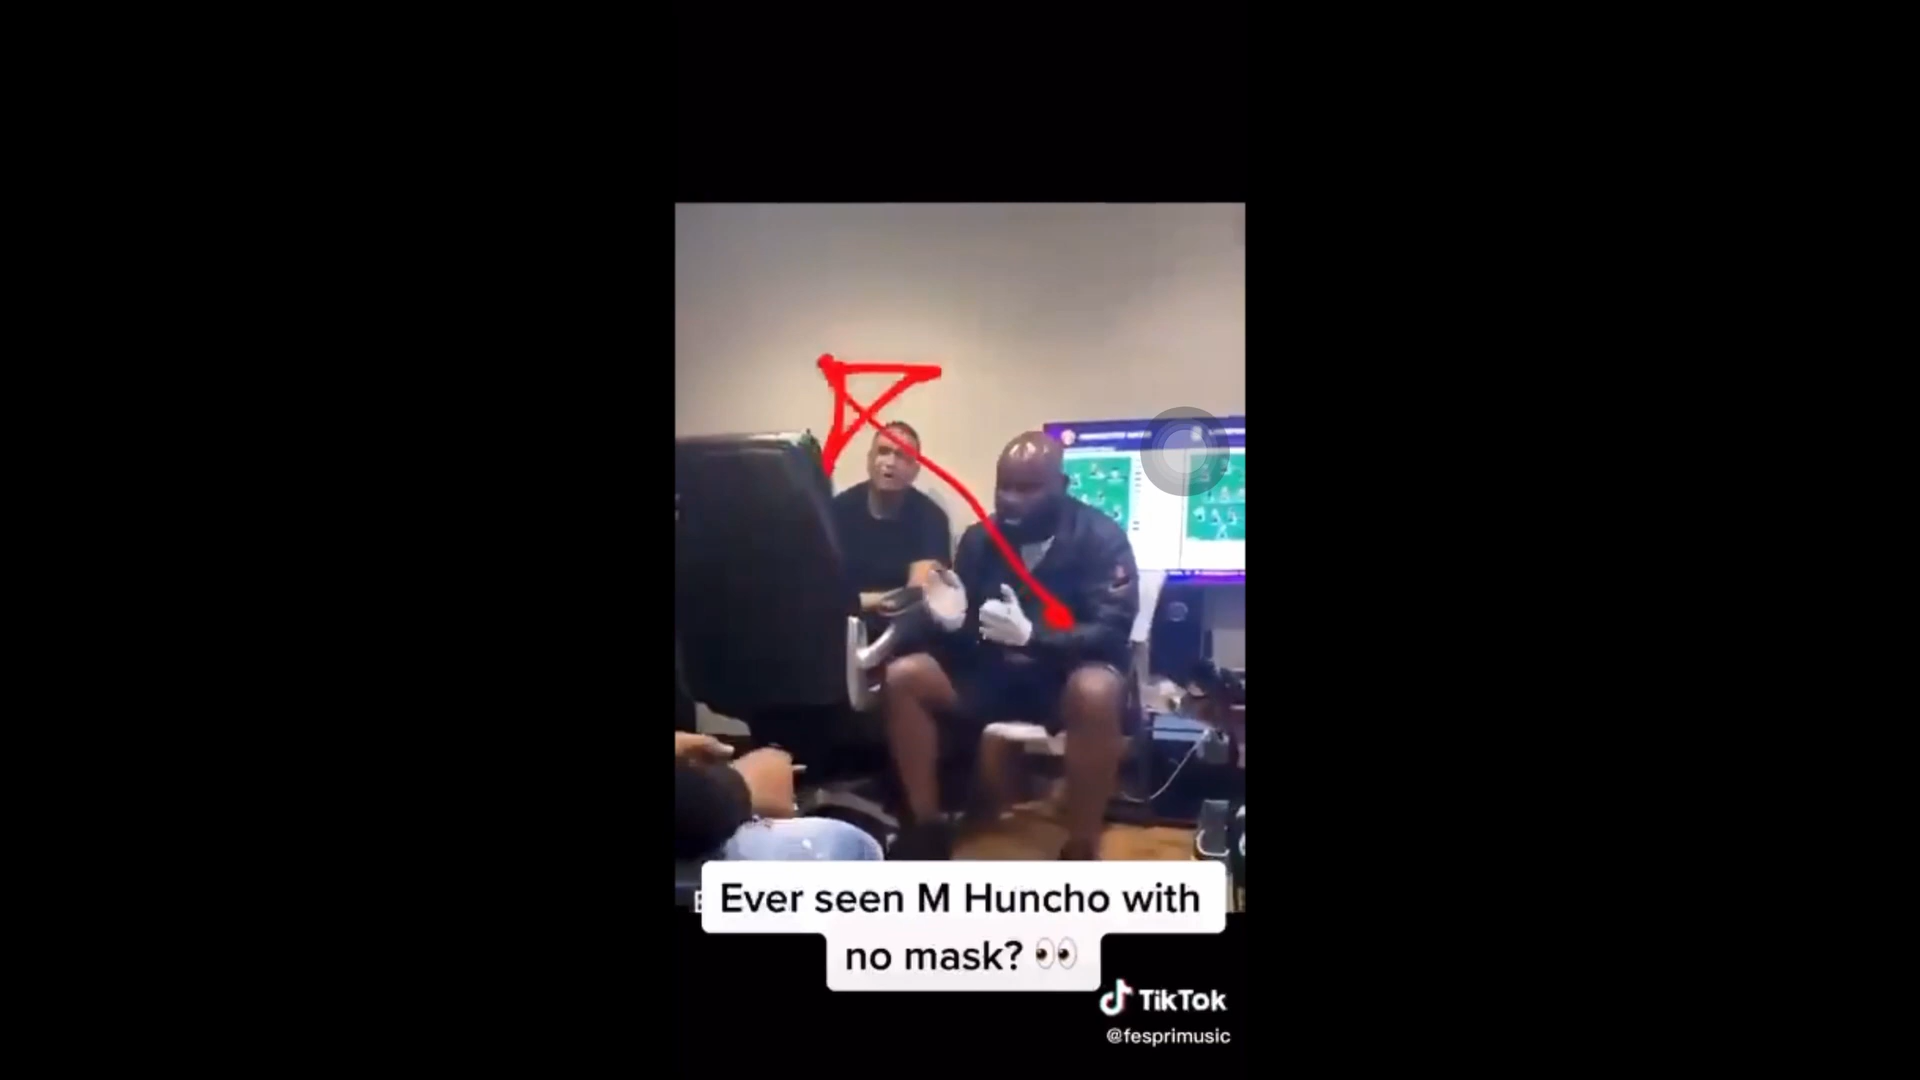 Ever seen M Huncho with
no mask? 👀
TikTok
@fesprimusic